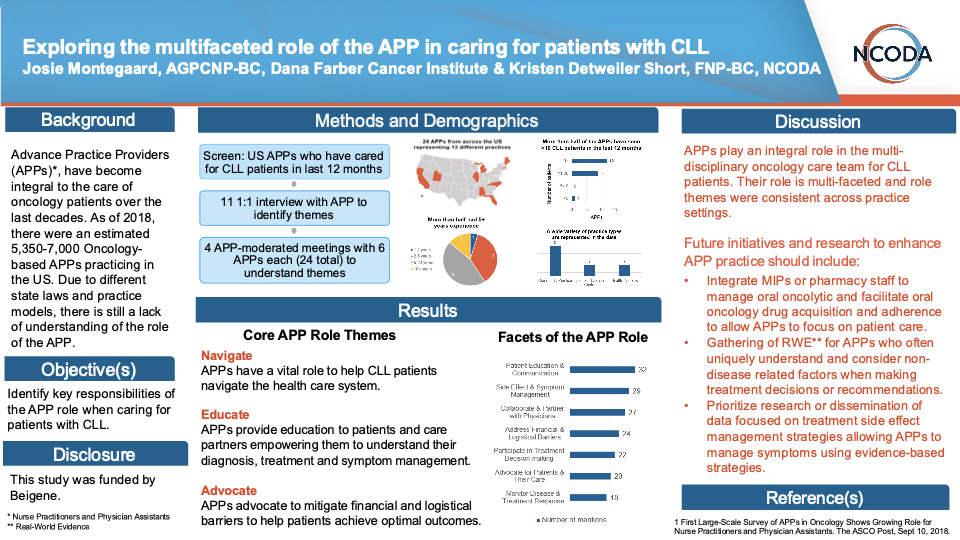 Exploring the multifaceted role of the APP in caring for patients with CLL
Josie Montegaard, AGPCNP-BC, Dana Farber Cancer Institute & Kristen Detweiler Short, FNP-BC, NCODA
NCODA
Background
Advance Practice Providers
(APPs)*, have become
integral to the care of
oncology patients over the
last decades. As of 2018,
there were an estimated
5,350-7,000 Oncology-
based APPs practicing in
the US. Due to different
state laws and practice
models, there is still a lack
of understanding of the role
of the APP.
Objective(s)
Identify key responsibilities of
the APP role when caring for
patients with CLL.
Disclosure
This study was funded by
Beigene.
* Nurse Practitioners and Physician Assistants
** Real-World Evidence
Methods and Demographics
Screen: US APPs who have cared
for CLL patients in last 12 months
11 1:1 interview with APP to
identify themes
4 APP-moderated meetings with 6
APPs each (24 total) to
understand themes
24 APPs from across the US
representing 13 different practices
More than half had 5+
years experience
More than half of the APPs have seen
>10 CLL patients in the last 12 months
Number of patients
APPs
A wide variety of practice types
are represented in the data
Results
Core APP Role Themes
Navigate
APPs have a vital role to help CLL patients
navigate the health care system.
Educate
APPs provide education to patients and care
partners empowering them to understand their
diagnosis, treatment and symptom management.
Advocate
APPs advocate to mitigate financial and logistical
barriers to help patients achieve optimal outcomes.
Facets of the APP Role
Patient Education &
Communication 32
Side Effect & Symptom
Management 29
Collaborate & Partner
with Physicians 27
Address Financial &
Logistical Barriers 24
Participate in Treatment
Decision making 22
Advocate for Patients &
Their Care 20
Monitor Disease &
Treatment Response 18
Number of mentions
Discussion
APPs play an integral role in the multi-
disciplinary oncology care team for CLL
patients. Their role is multi-faceted and role
themes were consistent across practice
settings.
Future initiatives and research to enhance
APP practice should include:
• Integrate MIPs or pharmacy staff to
manage oral oncolytic and facilitate oral
oncology drug acquisition and adherence
to allow APPs to focus on patient care.
• Gathering of RWE** for APPs who often
uniquely understand and consider non-
disease related factors when making
treatment decisions or recommendations.
• Prioritize research or dissemination of
data focused on treatment side effect
management strategies allowing APPs to
manage symptoms using evidence-based
strategies.
Reference(s)
1 First Large-Scale Survey of APPs in Oncology Shows Growing Role for
Nurse Practitioners and Physician Assistants. The ASCO Post, Sept 10, 2018.